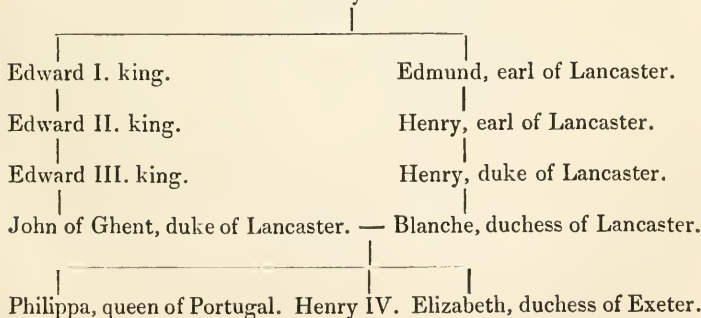 Edward I. king. Edmund, earl of Lancaster.
Edward II. king. Henry, earl of Lancaster.
Edward III. king. Henry, duke of Lancaster.
John of Ghent, duke of Lancaster. — Blanche, duchess of Lancaster.
Philippa, queen of Portugal. Henry IV. Elizabeth, duchess of Exeter.